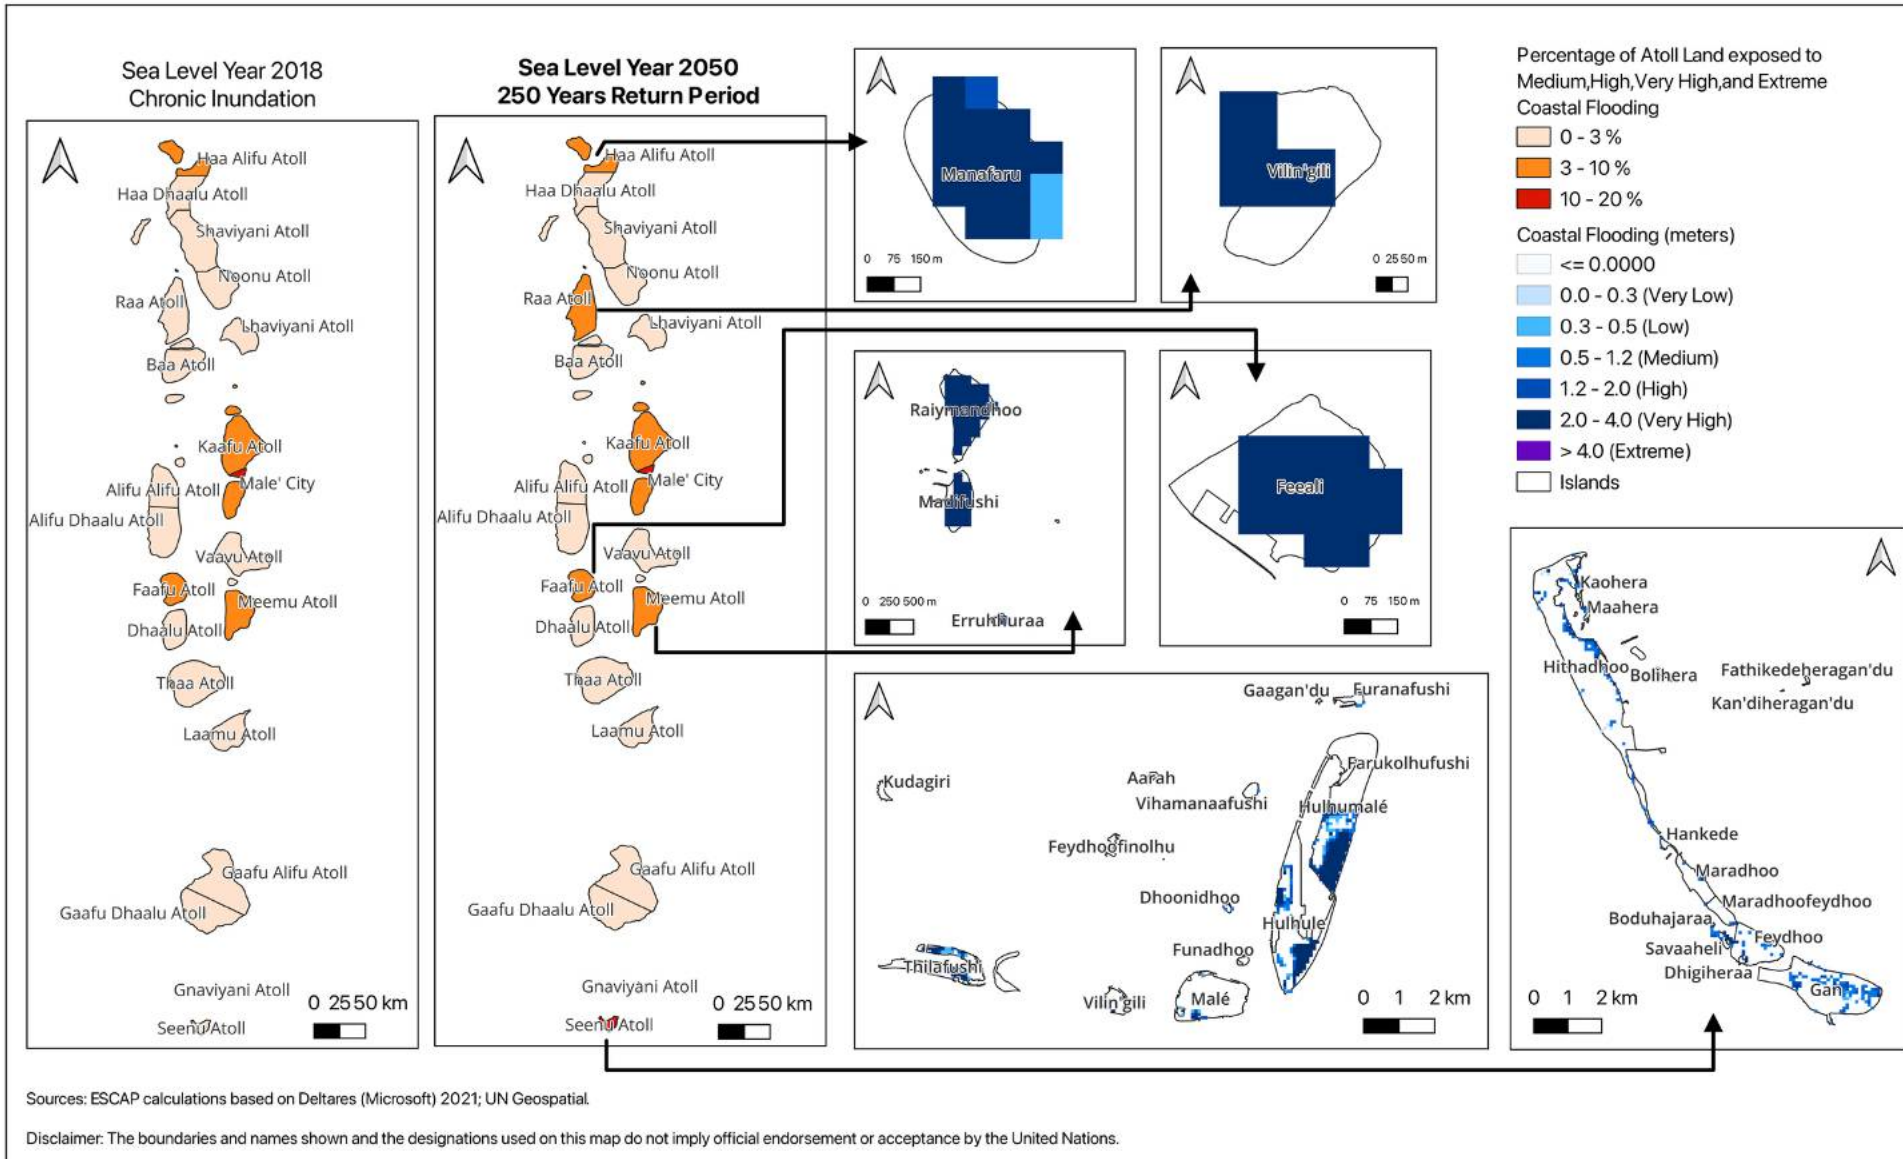 Sea Level Year 2018
Chronic Inundation
Haa Alifu Atoll
Haa Dhaalu Atoll
Shaviyani Atoll
Noonu Atoll
Raa Atoll
Lhaviyani Atoll
Baa Atoll
Kaafu Atoll
Male' City
Alifu Alifu Atoll
Alifu Dhaalu Atoll
Vaavu Atoll
Faafu Atoll
Meemu Atoll
Dhaalu Atoll
Thaa Atoll
Laamu Atoll
Gaafu Alifu Atoll
Gaafu Dhaalu Atoll
Gnaviyani Atoll
Seenu Atoll
0 25 50 km
Sea Level Year 2050
250 Years Return Period
Haa Alifu Atoll
Haa Dhaalu Atoll
Shaviyani Atoll
Noonu Atoll
Raa Atoll
Lhaviyani Atoll
Baa Atoll
Kaafu Atoll
Male' City
Alifu Alifu Atoll
Alifu Dhaalu Atoll
Vaavu Atoll
Faafu Atoll
Meemu Atoll
Dhaalu Atoll
Thaa Atoll
Laamu Atoll
Gaafu Alifu Atoll
Gaafu Dhaalu Atoll
Gnaviyani Atoll
Seenu Atoll
0 25 50 km
Manafaru
0 75 150 m
Vilin'gili
0 25 50 m
Raiymandhoo
Madifushi
Erruhhuraa
0 250 500 m
Feeali
0 75 150 m
Gaagan'du
Furanafushi
Farukolhufushi
Kudagiri
Aarah
Vihamanaafushi
Hulhumalé
Feydhoofinolhu
Dhoonidhoo
Hulhule
Funadhoo
Thilafushi
Vilin'gili
Malé
0 1 2 km
Percentage of Atoll Land exposed to
Medium,High,Very High,and Extreme
Coastal Flooding
0 - 3 %
3 - 10 %
10 - 20 %
Coastal Flooding (meters)
<= 0.0000
0.0 - 0.3 (Very Low)
0.3 - 0.5 (Low)
0.5 - 1.2 (Medium)
1.2 - 2.0 (High)
2.0 - 4.0 (Very High)
> 4.0 (Extreme)
Islands
Kaohera
Maahera
Hithadhoo
Bolihera
Fathikedeheragan'du
Kan'diheragan'du
Hankede
Maradhoo
Maradhoofeydhoo
Boduhajaraa
Feydhoo
Savaaheli
Dhigiheraa
Gan
0 1 2 km
Sources: ESCAP calculations based on Deltares (Microsoft) 2021; UN Geospatial.
Disclaimer: The boundaries and names shown and the designations used on this map do not imply official endorsement or acceptance by the United Nations.